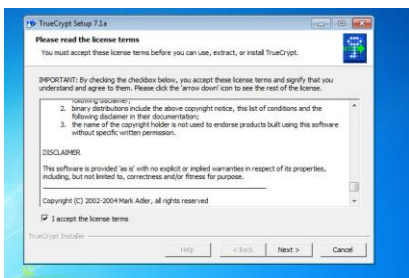 TrueCrypt Setup 7.1a
Please read the license terms
You must accept these license terms before you can use, extract, or install TrueCrypt.
IMPORTANT: By checking the checkbox below, you accept these license terms and signify that you
understand and agree to them. Please click the 'arrow down' icon to see the rest of the license.
following disclaimer;
2. binary distributions include the above copyright notice, this list of conditions and the
following disclaimer in their documentation;
3. the name of the copyright holder is not used to endorse products built using this software
without specific written permission.
DISCLAIMER
This software is provided 'as is' with no explicit or implied warranties in respect of its properties,
including, but not limited to, correctness and/or fitness for purpose.
Copyright (C) 2002-2004 Mark Adler, all rights reserved
I accept the license terms
TrueCrypt Installer
Help < Back Next > Cancel